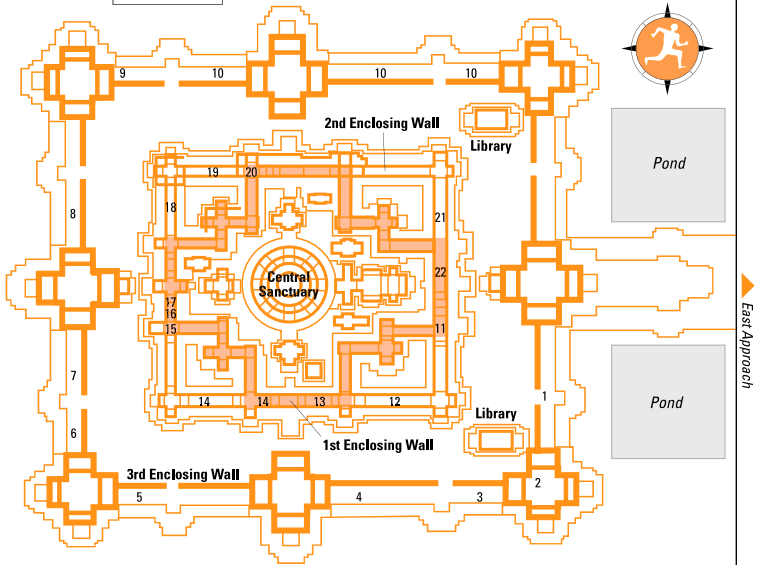 9 10 10 10
2nd Enclosing Wall
Library
Pond
19 20
18 21
8
22
Central
Sanctuary
17
16
15 11
East Approach
7
1
14 14 13 12
Pond
Library
6
1st Enclosing Wall
3rd Enclosing Wall
2
5 4 3